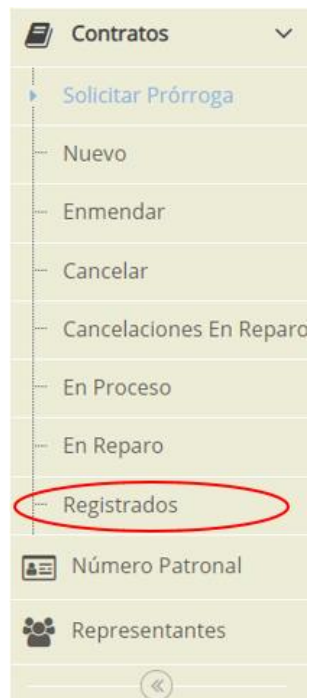 Contratos
Solicitar Prórroga
Nuevo
Enmendar
Cancelar
Cancelaciones En Reparo
En Proceso
En Reparo
Registrados
Número Patronal
Representantes